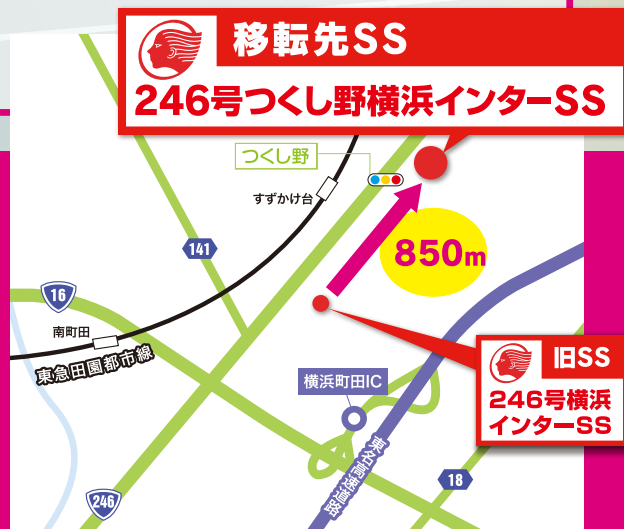 移転先SS
246号つくし野横浜インターSS
つくし野
すずかけ台
141
850m
16
南町田
東急田園都市線
旧SS
246号横浜
インターSS
横浜町田IC
東名高速道路
18
246